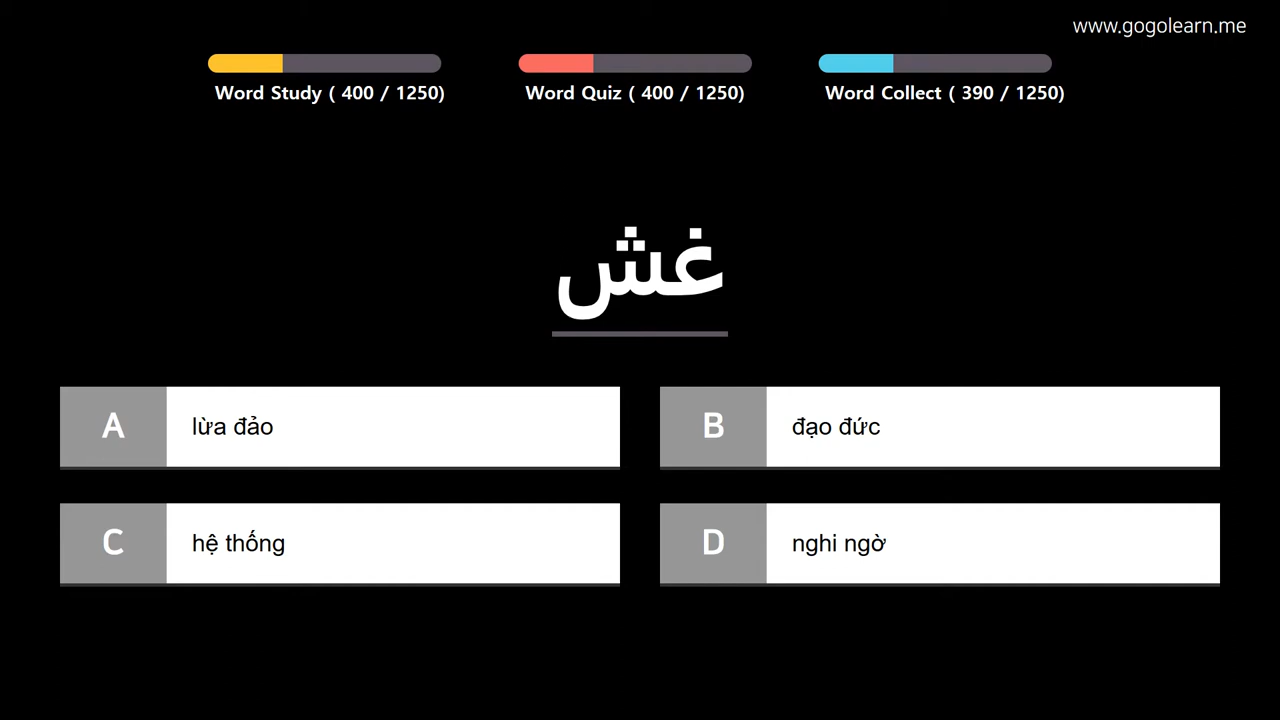 www.gogolearn.me
Word Study ( 400 / 1250)
Word Quiz ( 400 / 1250)
Word Collect ( 390 / 1250)
غش
A lừa đảo
B đạo đức
C hệ thống
D nghi ngờ